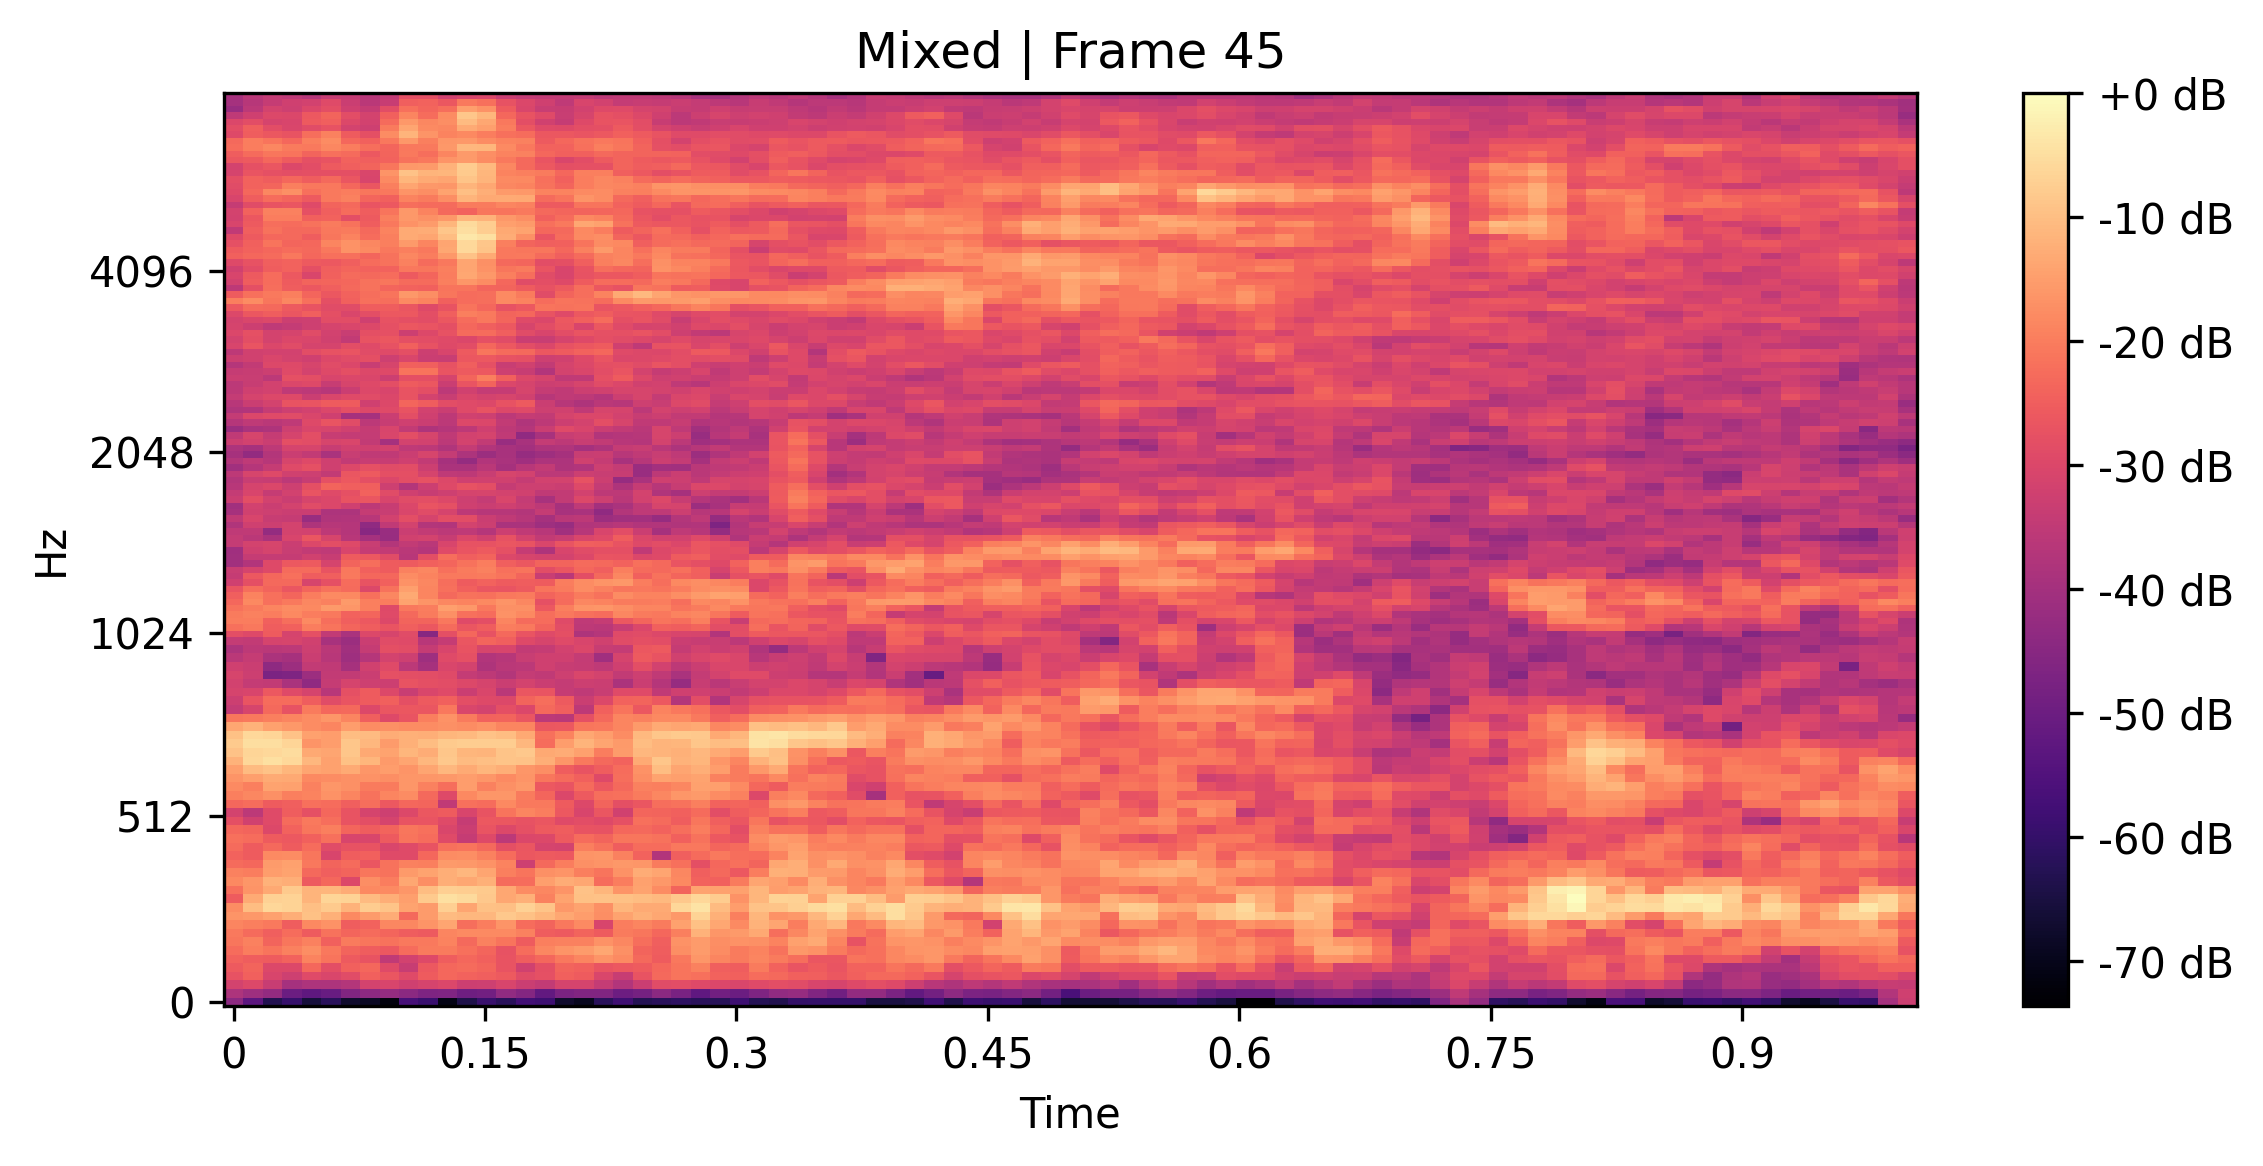 Mixed | Frame 45
Hz
4096
2048
1024
512
0
0
0.15
0.3
0.45
0.6
0.75
0.9
Time
+0 dB
-10 dB
-20 dB
-30 dB
-40 dB
-50 dB
-60 dB
-70 dB